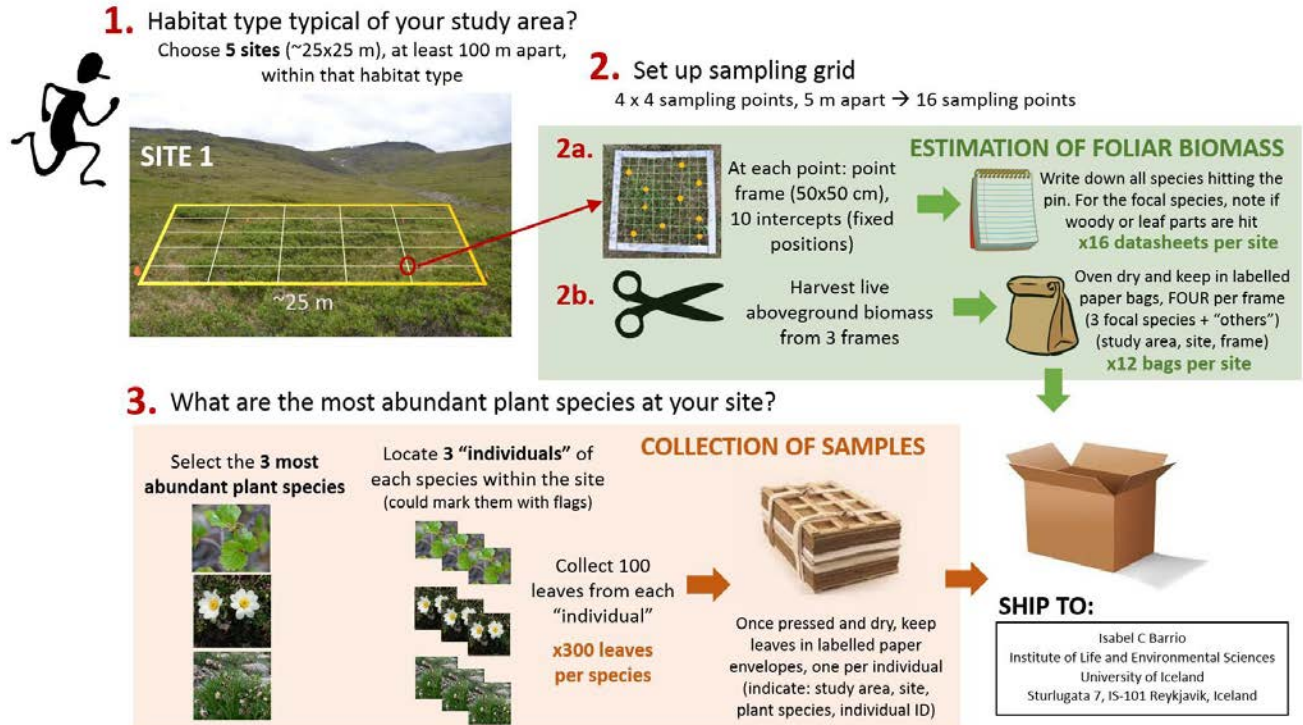 1. Habitat type typical of your study area?
Choose 5 sites (~25x25 m), at least 100 m apart,
within that habitat type
SITE 1
~25 m
2. Set up sampling grid
4 x 4 sampling points, 5 m apart → 16 sampling points
2a.
At each point: point
frame (50x50 cm),
10 intercepts (fixed
positions)
ESTIMATION OF FOLIAR BIOMASS
Write down all species hitting the
pin. For the focal species, note if
woody or leaf parts are hit
x16 datasheets per site
2b.
Harvest live
aboveground biomass
from 3 frames
Oven dry and keep in labelled
paper bags, FOUR per frame
(3 focal species + “others”)
(study area, site, frame)
x12 bags per site
3. What are the most abundant plant species at your site?
Select the 3 most
abundant plant species
Locate 3 “individuals” of
each species within the site
(could mark them with flags)
Collect 100
leaves from each
“individual”
x300 leaves
per species
COLLECTION OF SAMPLES
Once pressed and dry, keep
leaves in labelled paper
envelopes, one per individual
(indicate: study area, site,
plant species, individual ID)
SHIP TO:
Isabel C Barrio
Institute of Life and Environmental Sciences
University of Iceland
Sturlugata 7, IS-101 Reykjavik, Iceland